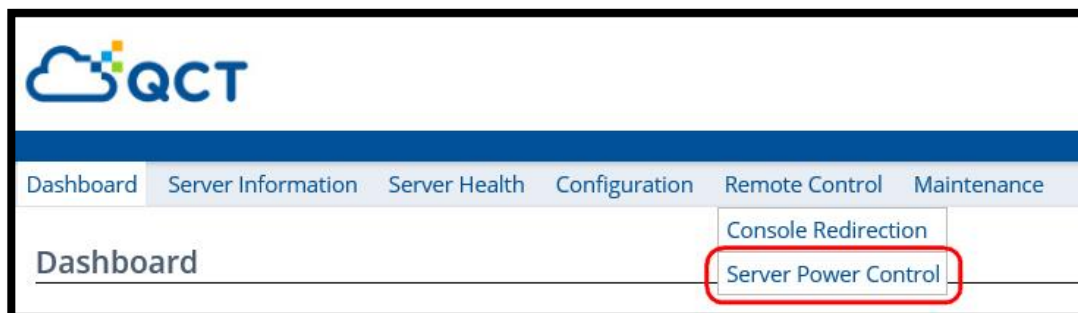 QCT
Dashboard Server Information Server Health Configuration Remote Control Maintenance
Console Redirection
Dashboard
Server Power Control